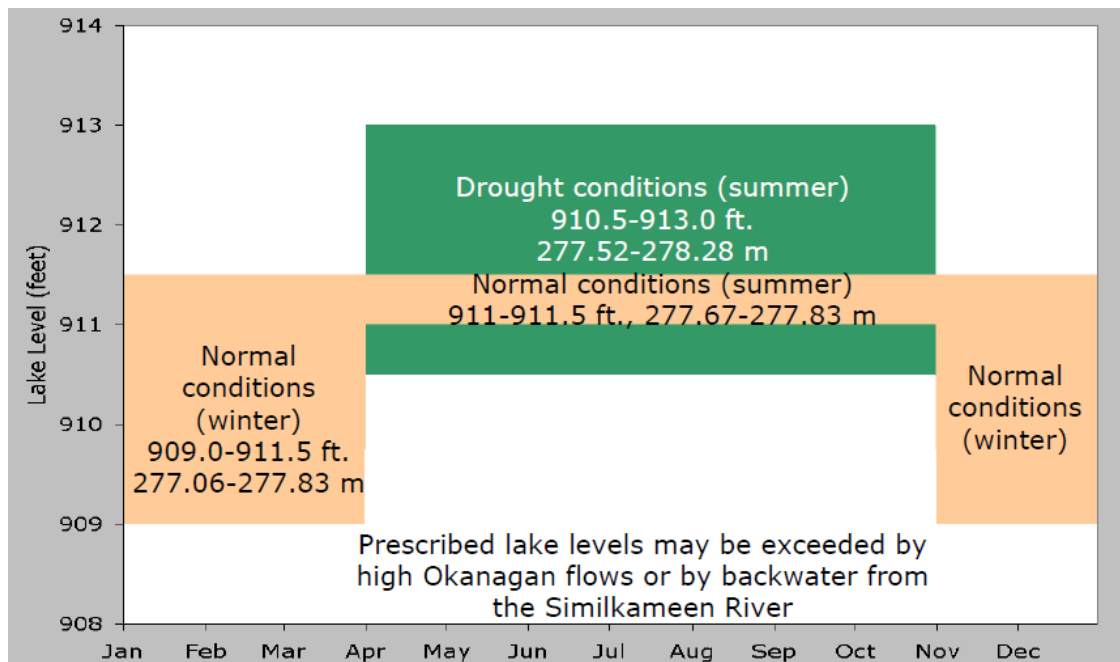 914
913
912
911
910
909
908
Lake Level (feet)
Drought conditions (summer)
910.5-913.0 ft.
277.52-278.28 m
Normal conditions (summer)
911-911.5 ft., 277.67-277.83 m
Normal
conditions
(winter)
909.0-911.5 ft.
277.06-277.83 m
Normal
conditions
(winter)
Prescribed lake levels may be exceeded by
high Okanagan flows or by backwater from
the Similkameen River
Jan Feb Mar Apr May Jun Jul Aug Sep Oct Nov Dec